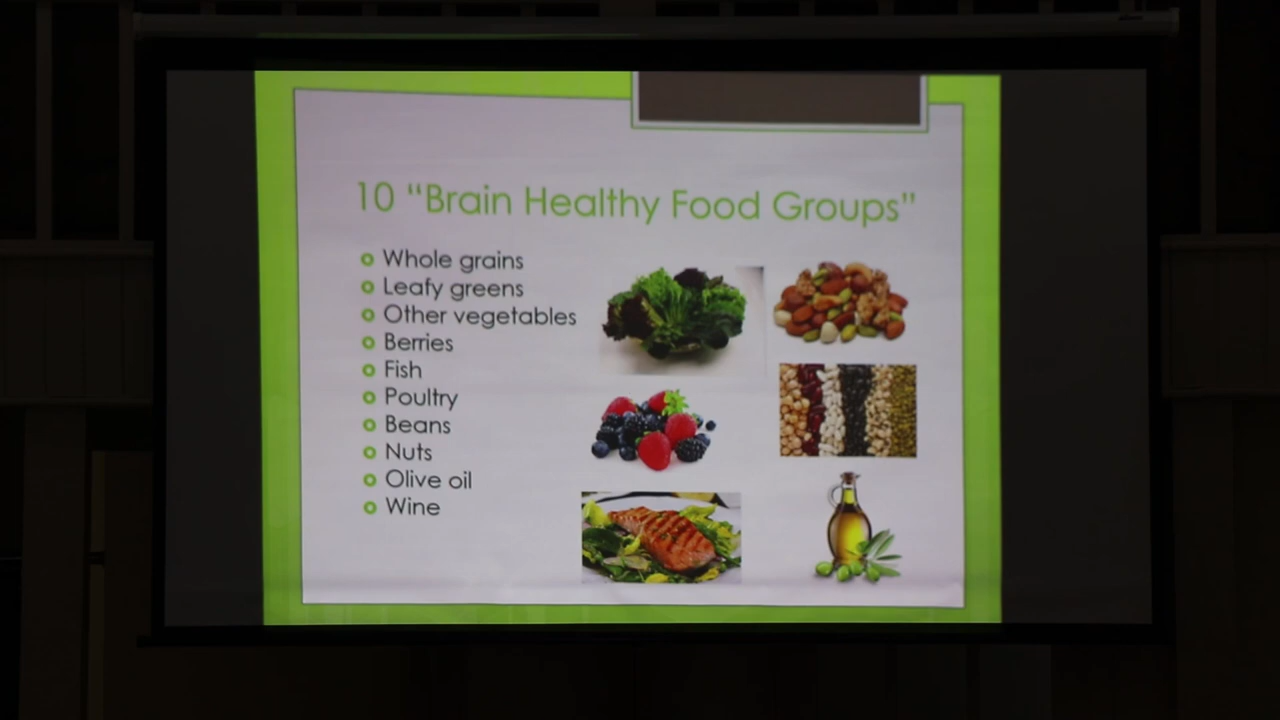 10 “Brain Healthy Food Groups”
Whole grains
Leafy greens
Other vegetables
Berries
Fish
Poultry
Beans
Nuts
Olive oil
Wine